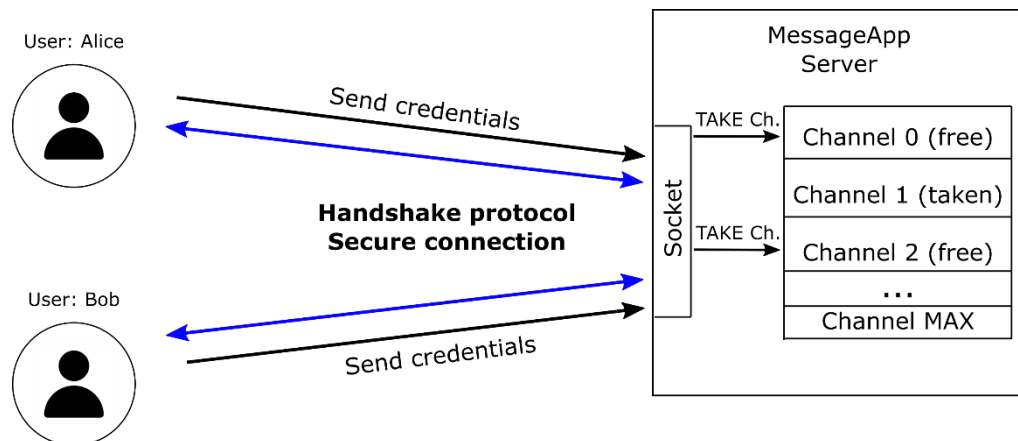 User: Alice
Send credentials
Handshake protocol
Secure connection
User: Bob
Send credentials
MessageApp
Server
Socket
TAKE Ch.
Channel 0 (free)
Channel 1 (taken)
TAKE Ch.
Channel 2 (free)
...
Channel MAX